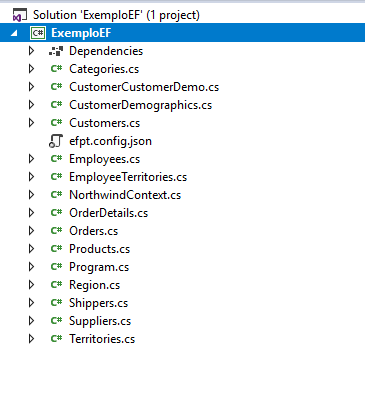 Solution 'ExemploEF' (1 project)
C# ExemploEF
Dependencies
C# Categories.cs
C# CustomerCustomerDemo.cs
C# CustomerDemographics.cs
C# Customers.cs
efpt.config.json
C# Employees.cs
C# EmployeeTerritories.cs
C# NorthwindContext.cs
C# OrderDetails.cs
C# Orders.cs
C# Products.cs
C# Program.cs
C# Region.cs
C# Shippers.cs
C# Suppliers.cs
C# Territories.cs